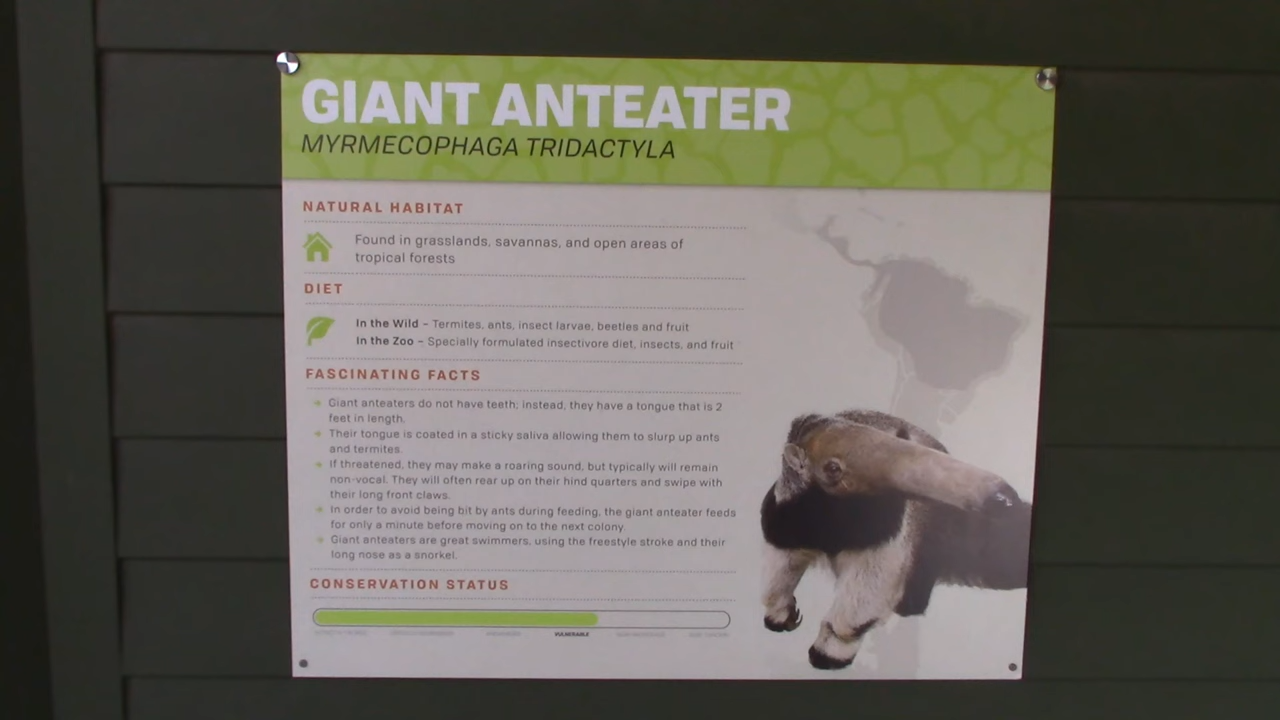 GIANT ANTEATER
MYRMECOPHAGA TRIDACTYLA
NATURAL HABITAT
Found in grasslands, savannas, and open areas of
tropical forests
DIET
In the Wild – Termites, ants, insect larvae, beetles and fruit
In the Zoo – Specially formulated insectivore diet, insects, and fruit
FASCINATING FACTS
Giant anteaters do not have teeth; instead, they have a tongue that is 2
feet in length.
Their tongue is coated in a sticky saliva allowing them to slurp up ants
and termites.
If threatened, they may make a roaring sound, but typically will remain
non-vocal. They will often rear up on their hind quarters and swipe with
their long front claws.
In order to avoid being bit by ants during feeding, the giant anteater feeds
for only a minute before moving on to the next colony.
Giant anteaters are great swimmers, using the freestyle stroke and their
long nose as a snorkel.
CONSERVATION STATUS
VULNERABLE